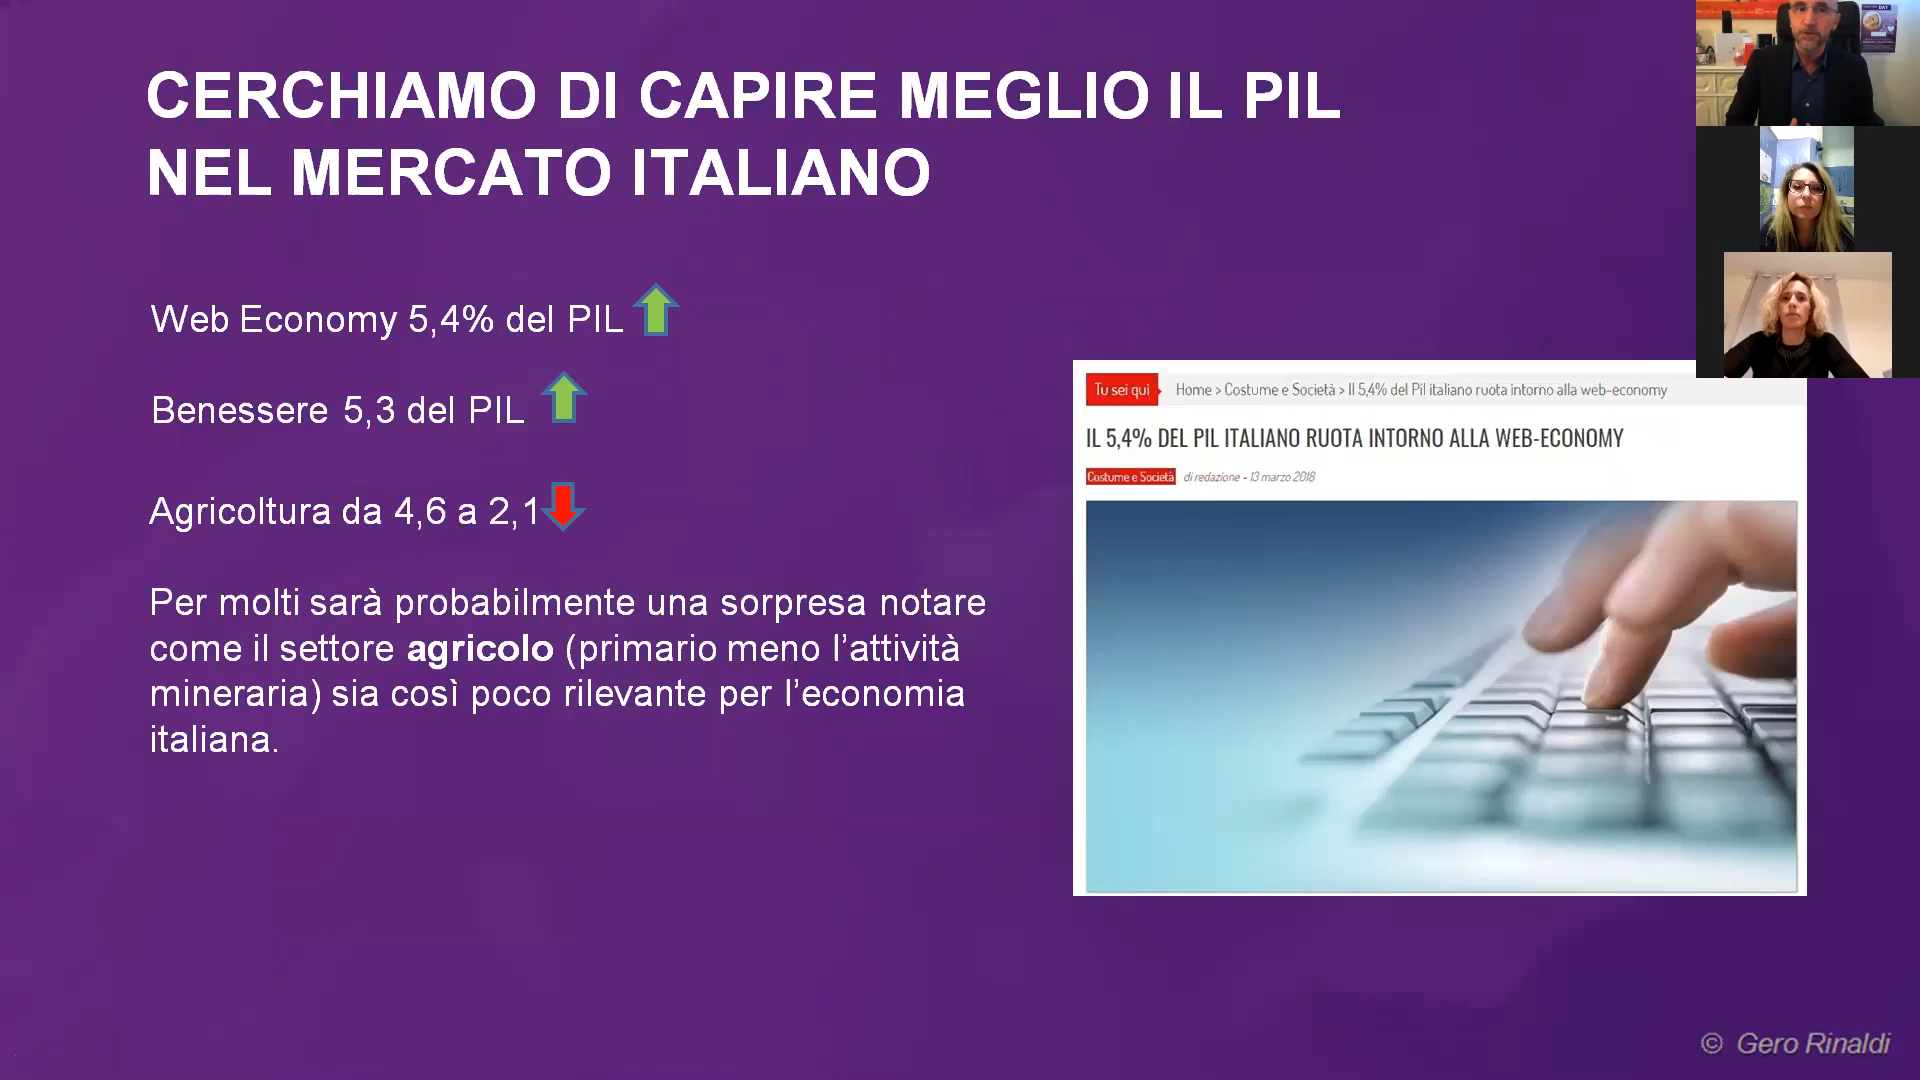 CERCHIAMO DI CAPIRE MEGLIO IL PIL
NEL MERCATO ITALIANO
Web Economy 5,4% del PIL
Benessere 5,3 del PIL
Agricoltura da 4,6 a 2,1
Per molti sarà probabilmente una sorpresa notare
come il settore agricolo (primario meno l’attività
mineraria) sia così poco rilevante per l’economia
italiana.
Tu sei qui
Home > Costume e Società > Il 5,4% del Pil italiano ruota intorno alla web-economy
IL 5,4% DEL PIL ITALIANO RUOTA INTORNO ALLA WEB-ECONOMY
Costume e Società di redazione - 13 marzo 2018
DAY
© Gero Rinaldi